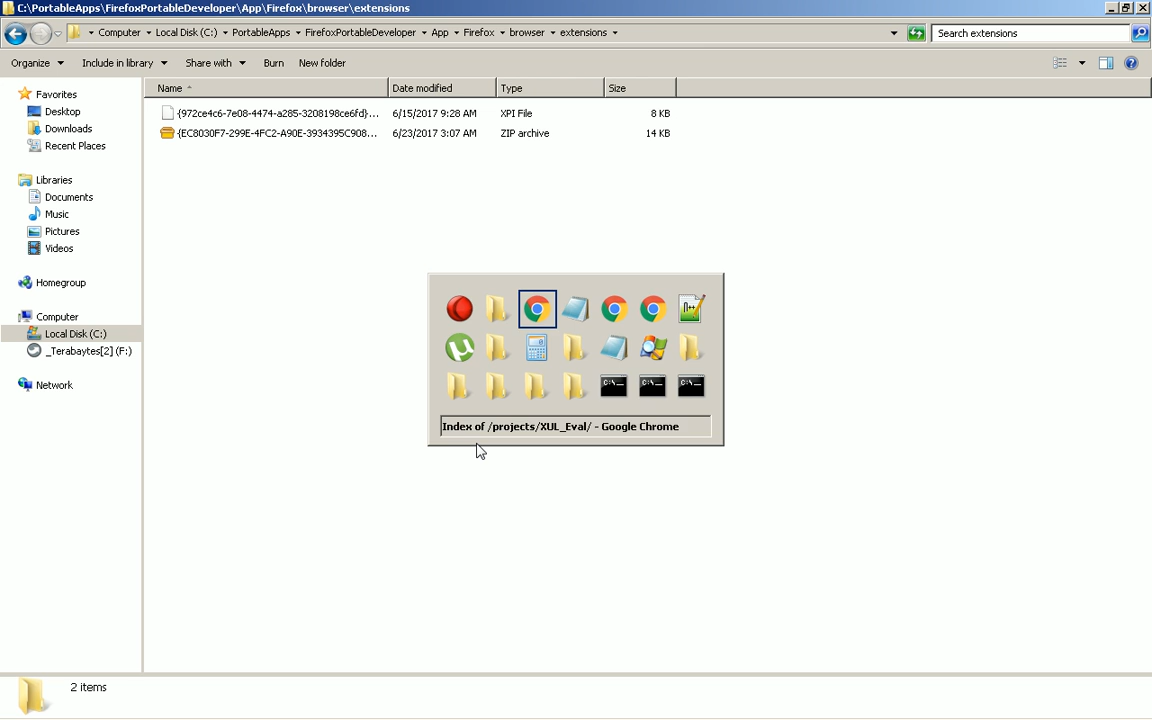 C:\PortableApps\FirefoxPortableDeveloper\App\Firefox\browser\extensions
Computer Local Disk (C:) PortableApps FirefoxPortableDeveloper App Firefox browser extensions
Search extensions
Organize Include in library Share with Burn New folder
Name Date modified Type Size
Favorites
Desktop
Downloads
Recent Places
Libraries
Documents
Music
Pictures
Videos
Homegroup
Computer
Local Disk (C:)
_Terabaytes[2] (F:)
Network
{972ce4c6-7e08-4474-a285-3208198ce6fd}... 6/15/2017 9:28 AM XPI File 8 KB
{EC8030F7-299E-4FC2-A90E-3934395C908... 6/23/2017 3:07 AM ZIP archive 14 KB
Index of /projects/XUL_Eval/ - Google Chrome
2 items